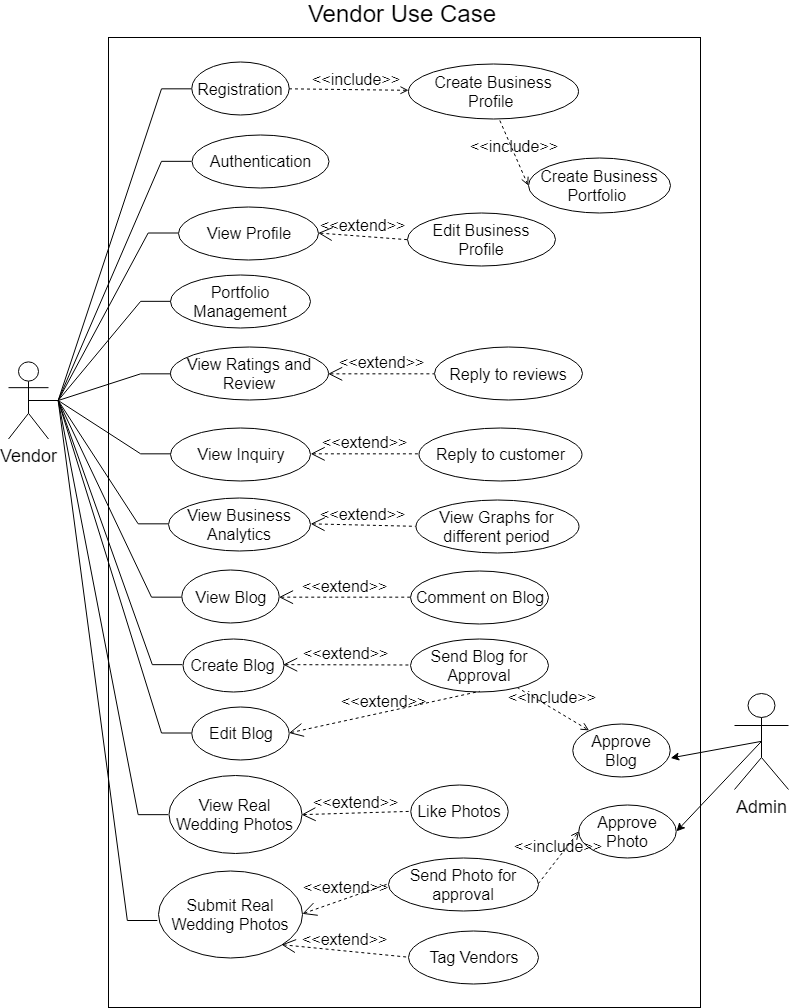 Vendor Use Case
Registration
<<include>>
Create Business
Profile
<<include>>
Create Business
Portfolio
Authentication
View Profile
<<extend>>
Edit Business
Profile
Portfolio
Management
View Ratings and
Review
<<extend>>
Reply to reviews
Vendor
View Inquiry
<<extend>>
Reply to customer
View Business
Analytics
<<extend>>
View Graphs for
different period
View Blog
<<extend>>
Comment on Blog
Create Blog
<<extend>>
Send Blog for
Approval
<<extend>>
<<include>>
Edit Blog
Approve
Blog
Admin
View Real
Wedding Photos
<<extend>>
Like Photos
Approve
Photo
<<include>>
Submit Real
Wedding Photos
<<extend>>
Send Photo for
approval
<<extend>>
Tag Vendors